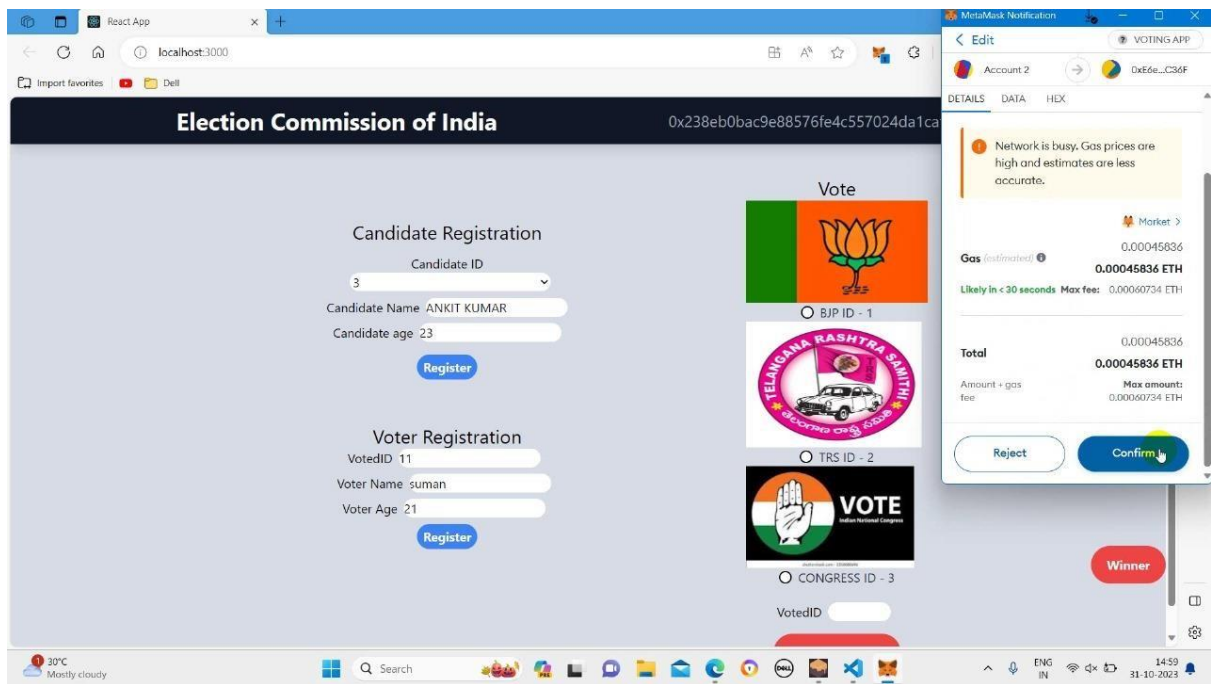 React App
MetaMask Notification
localhost:3000
Import favorites
Dell
< Edit
VOTING APP
Account 2
0xE6e...C36F
DETAILS DATA HEX
Network is busy. Gas prices are
high and estimates are less
accurate.
Market >
0.00045836
Gas (estimated)
0.00045836 ETH
Likely in < 30 seconds Max fee: 0.00060734 ETH
0.00045836
Total
0.00045836 ETH
Amount + gas
fee
Max amount:
0.00060734 ETH
Reject
Confirm
Election Commission of India
0x238eb0bac9e88576fe4c557024da1ca
Candidate Registration
Candidate ID
3
Candidate Name ANKIT KUMAR
Candidate age 23
Register
Voter Registration
VotedID 11
Voter Name suman
Voter Age 21
Register
Vote
BJP ID - 1
TELANGANA RASHTRA SAMITHI
TRS
TRS ID - 2
VOTE
Indian National Congress
CONGRESS ID - 3
VotedID
Winner
1
30°C
Mostly cloudy
Search
DELL
ENG
IN
14:59
31-10-2023